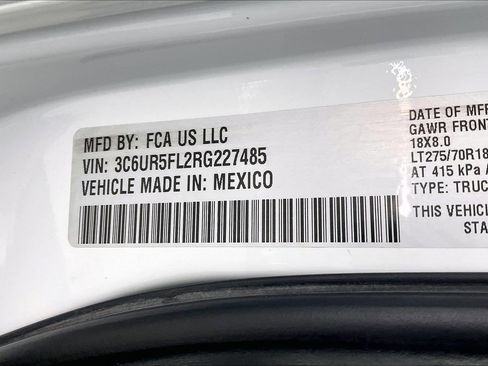 MFD BY: FCA US LLC
VIN: 3C6UR5FL2RG227485
VEHICLE MADE IN: MEXICO
DATE OF MFR
GAWR FRONT
18X8.0
LT275/70R18
AT 415 kPa /
TYPE: TRUC
THIS VEHICL
STA